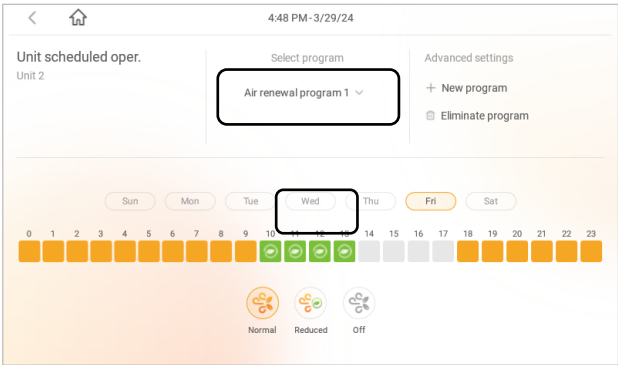 4:48 PM-3/29/24
Unit scheduled oper.
Unit 2
Select program
Air renewal program 1
Advanced settings
+ New program
Eliminate program
Sun Mon Tue Wed Thu Fri Sat
0 1 2 3 4 5 6 7 8 9 10 11 12 13 14 15 16 17 18 19 20 21 22 23
Normal Reduced Off